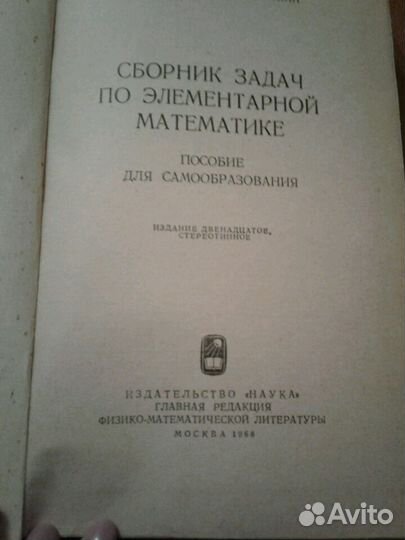 СБОРНИК ЗАДАЧ
ПО ЭЛЕМЕНТАРНОЙ
МАТЕМАТИКЕ
ПОСОБИЕ
ДЛЯ САМООБРАЗОВАНИЯ
ИЗДАНИЕ ДВЕНАДЦАТОЕ,
СТЕРЕОТИПНОЕ
ИЗДАТЕЛЬСТВО «НАУКА»
ГЛАВНАЯ РЕДАКЦИЯ
ФИЗИКО-МАТЕМАТИЧЕСКОЙ ЛИТЕРАТУРЫ
МОСКВА 1966
Avito